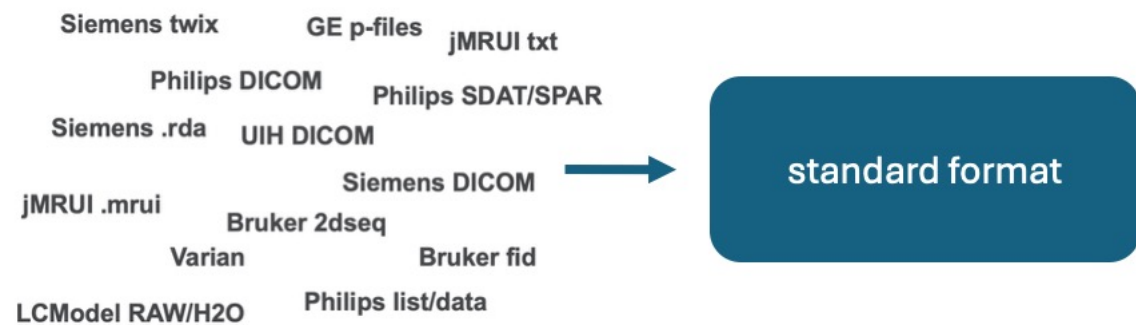 Siemens twix
GE p-files
jMRUI txt
Philips DICOM
Philips SDAT/SPAR
Siemens .rda
UIH DICOM
Siemens DICOM
jMRUI .mrui
Bruker 2dseq
Varian
Bruker fid
LCModel RAW/H2O
Philips list/data
standard format